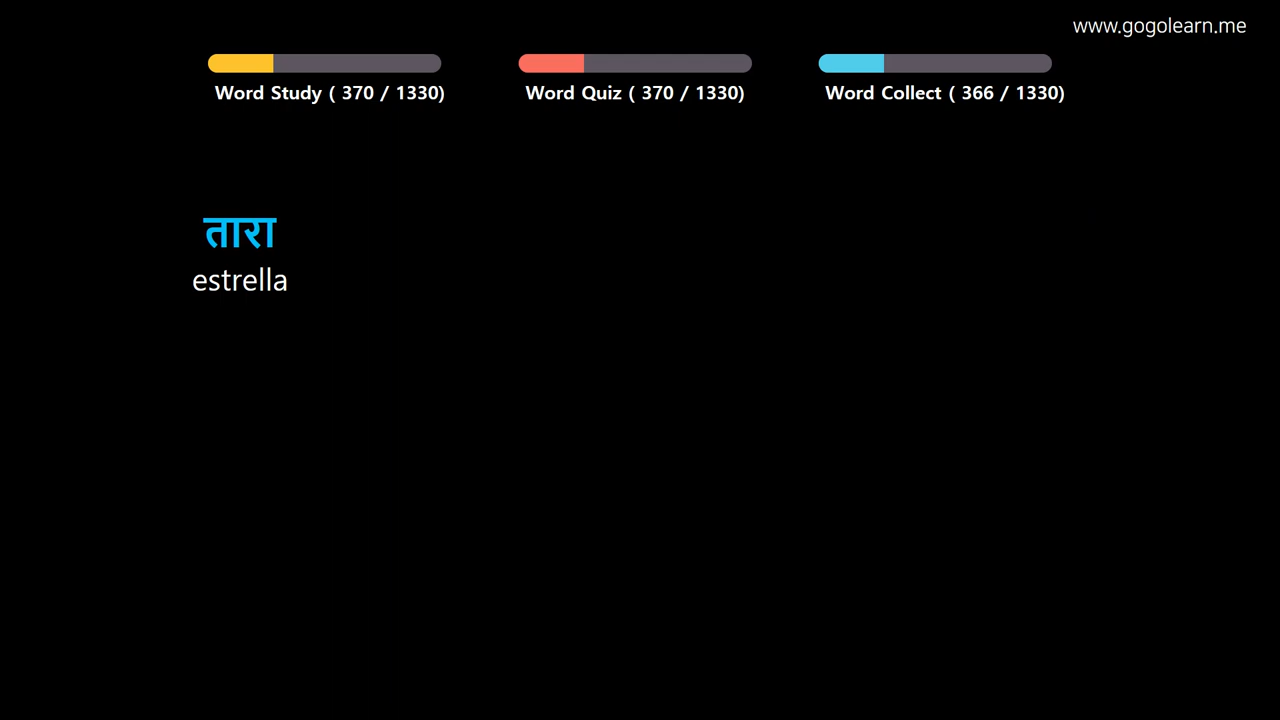 www.gogolearn.me
Word Study ( 370 / 1330)
Word Quiz ( 370 / 1330)
Word Collect ( 366 / 1330)
तारा
estrella